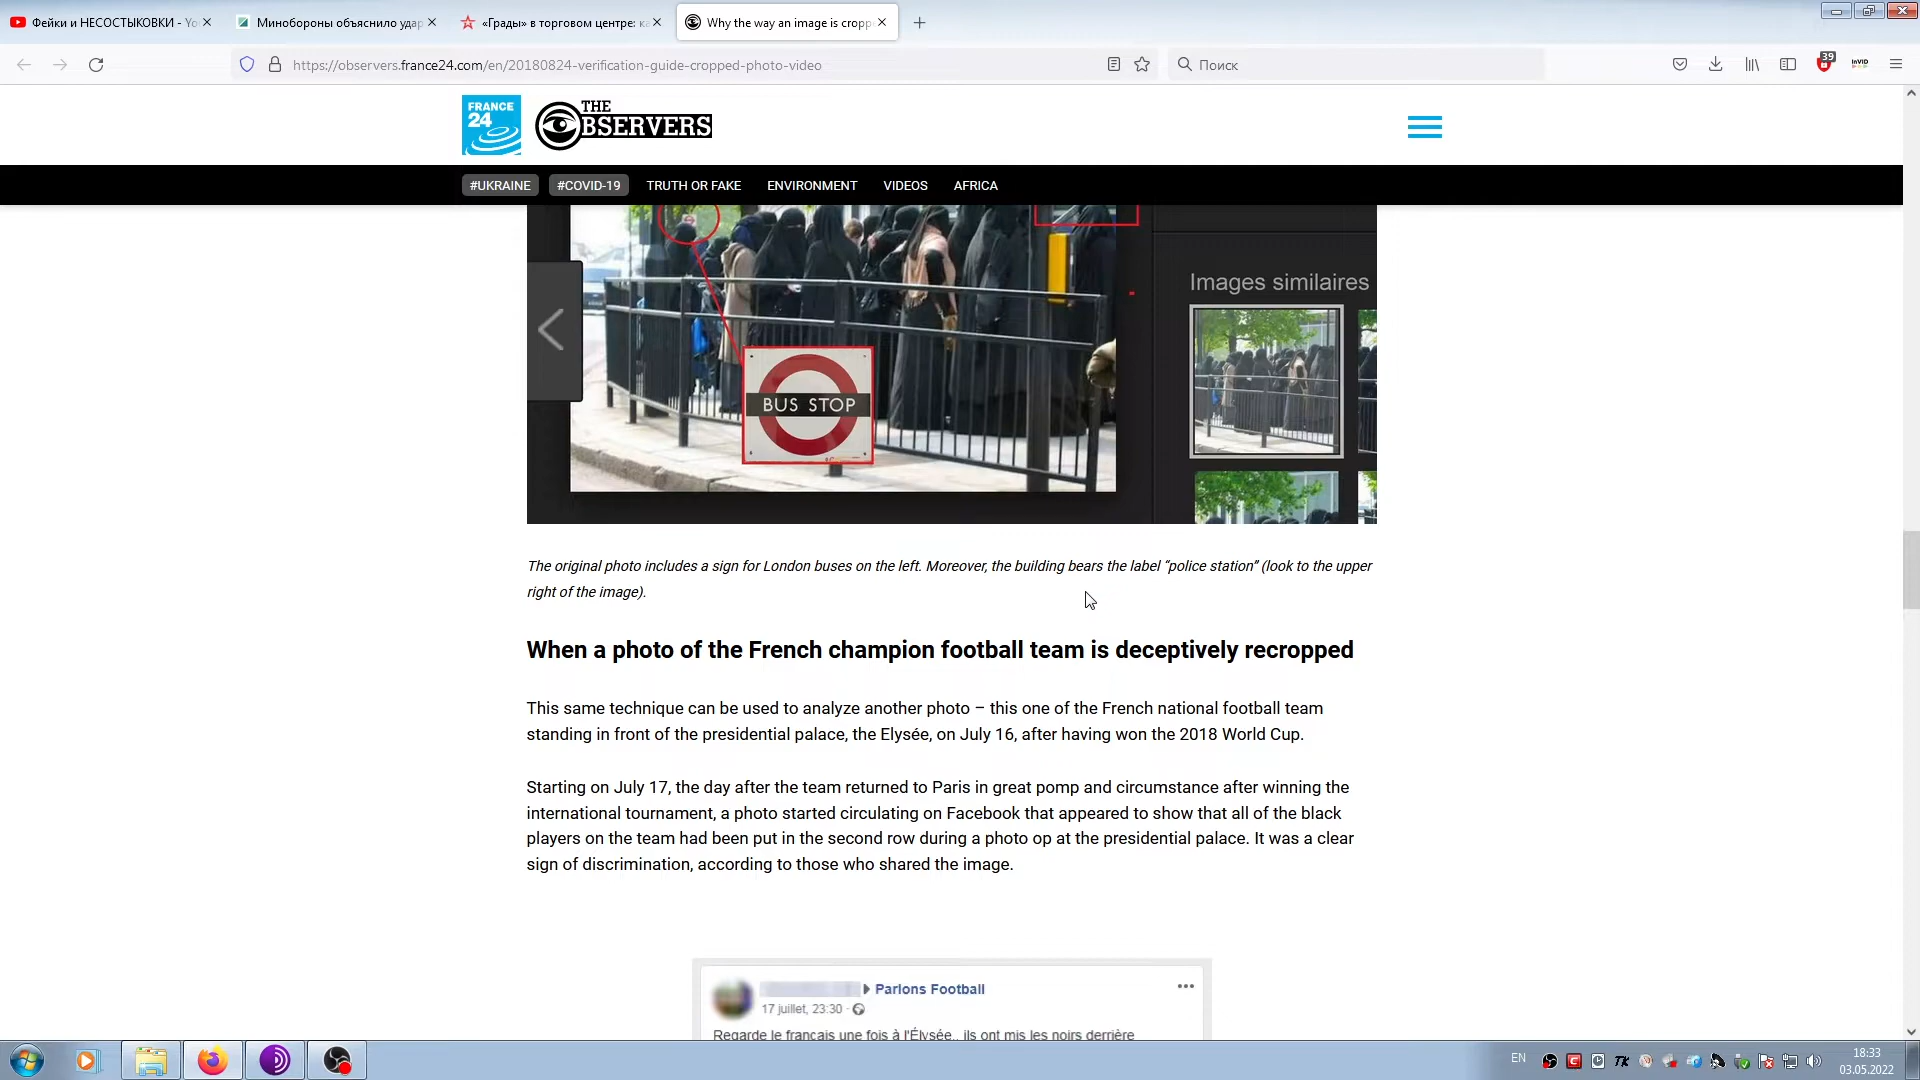 Фейки и НЕСОСТЫКОВКИ - Yo
Минобороны объяснило удар
«Грады» в торговом центре: ка
Why the way an image is cropp
https://observers.france24.com/en/20180824-verification-guide-cropped-photo-video
Поиск
39
InVID
FRANCE
24
THE
OBSERVERS
#UKRAINE
#COVID-19
TRUTH OR FAKE
ENVIRONMENT
VIDEOS
AFRICA
Images similaires
BUS STOP
The original photo includes a sign for London buses on the left. Moreover, the building bears the label “police station” (look to the upper
right of the image).
When a photo of the French champion football team is deceptively recropped
This same technique can be used to analyze another photo – this one of the French national football team
standing in front of the presidential palace, the Elysée, on July 16, after having won the 2018 World Cup.
Starting on July 17, the day after the team returned to Paris in great pomp and circumstance after winning the
international tournament, a photo started circulating on Facebook that appeared to show that all of the black
players on the team had been put in the second row during a photo op at the presidential palace. It was a clear
sign of discrimination, according to those who shared the image.
Parlons Football
17 juillet, 23:30 ·
Regarde le français une fois à l'Élysée.. ils ont mis les noirs derrière
EN
18:33
03.05.2022